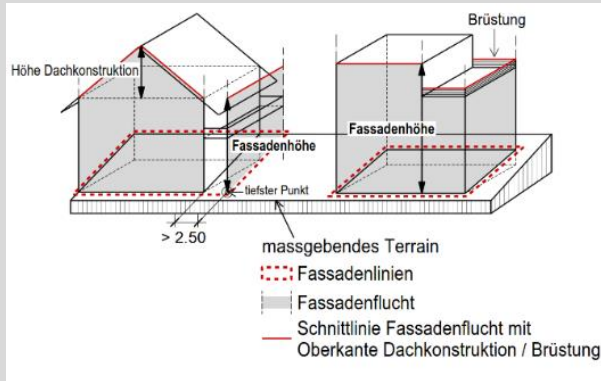 Brüstung
Höhe Dachkonstruktion
Fassadenhöhe
Fassadenhöhe
tiefster Punkt
> 2.50
massgebendes Terrain
Fassadenlinien
Fassadenflucht
Schnittlinie Fassadenflucht mit
Oberkante Dachkonstruktion / Brüstung